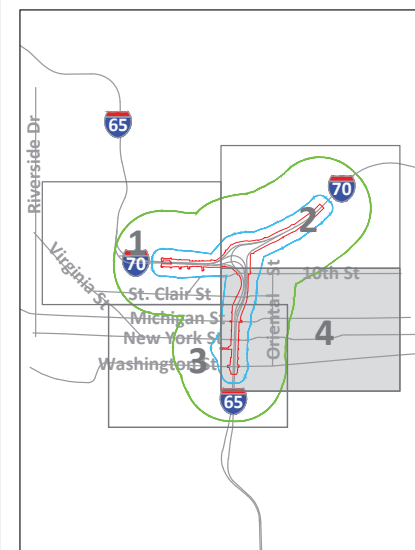 65
Riverside Dr
70
2
1
70
Virginia St
10th St
St. Clair St
Oriental St
Michigan St
4
New York S
3
Washington St
65